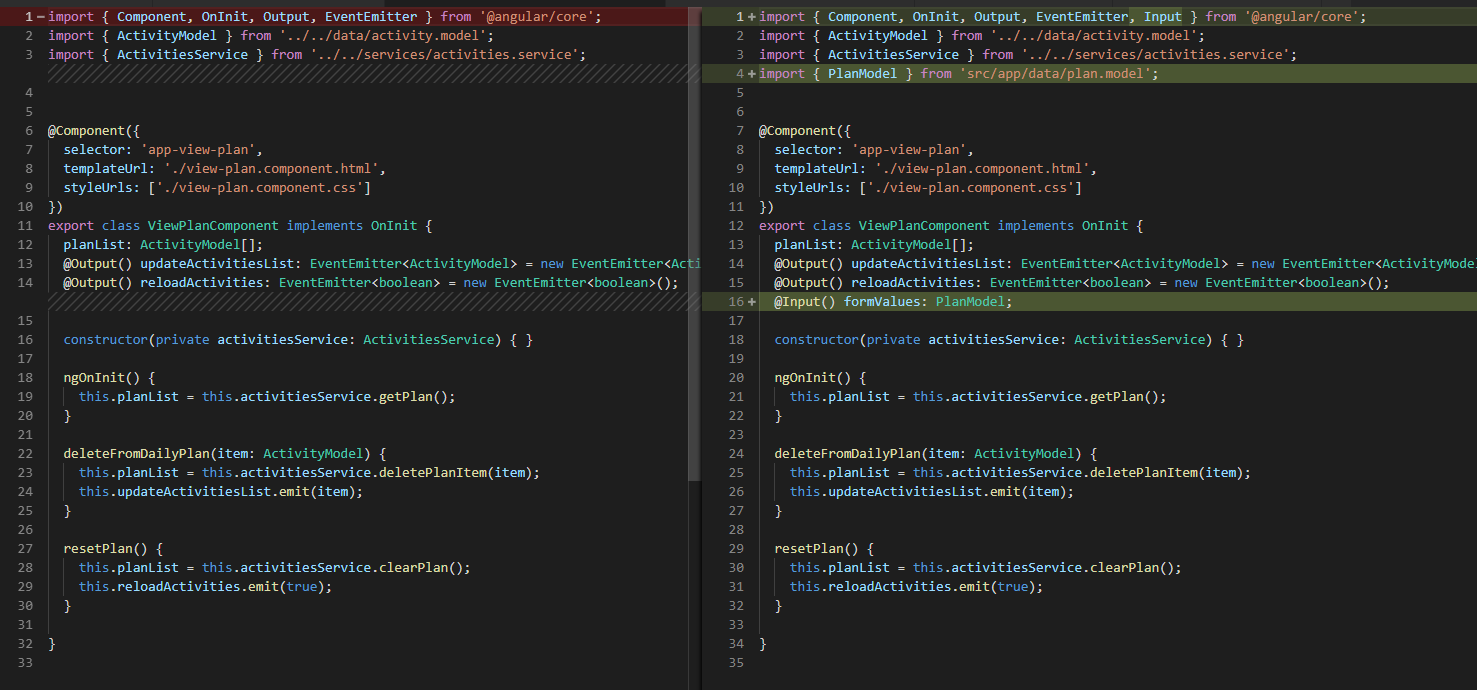 1 − import { Component, OnInit, Output, EventEmitter } from '@angular/core';
2 import { ActivityModel } from '../../data/activity.model';
3 import { ActivitiesService } from '../../services/activities.service';
4
5
6 @Component({
7 selector: 'app-view-plan',
8 templateUrl: './view-plan.component.html',
9 styleUrls: ['./view-plan.component.css']
10 })
11 export class ViewPlanComponent implements OnInit {
12 planList: ActivityModel[];
13 @Output() updateActivitiesList: EventEmitter<ActivityModel> = new EventEmitter<Acti
14 @Output() reloadActivities: EventEmitter<boolean> = new EventEmitter<boolean>();
15
16 constructor(private activitiesService: ActivitiesService) { }
17
18 ngOnInit() {
19 this.planList = this.activitiesService.getPlan();
20 }
21
22 deleteFromDailyPlan(item: ActivityModel) {
23 this.planList = this.activitiesService.deletePlanItem(item);
24 this.updateActivitiesList.emit(item);
25 }
26
27 resetPlan() {
28 this.planList = this.activitiesService.clearPlan();
29 this.reloadActivities.emit(true);
30 }
31
32 }
33
1 + import { Component, OnInit, Output, EventEmitter, Input } from '@angular/core';
2 import { ActivityModel } from '../../data/activity.model';
3 import { ActivitiesService } from '../../services/activities.service';
4 + import { PlanModel } from 'src/app/data/plan.model';
5
6
7 @Component({
8 selector: 'app-view-plan',
9 templateUrl: './view-plan.component.html',
10 styleUrls: ['./view-plan.component.css']
11 })
12 export class ViewPlanComponent implements OnInit {
13 planList: ActivityModel[];
14 @Output() updateActivitiesList: EventEmitter<ActivityModel> = new EventEmitter<ActivityMode
15 @Output() reloadActivities: EventEmitter<boolean> = new EventEmitter<boolean>();
16 + @Input() formValues: PlanModel;
17
18 constructor(private activitiesService: ActivitiesService) { }
19
20 ngOnInit() {
21 this.planList = this.activitiesService.getPlan();
22 }
23
24 deleteFromDailyPlan(item: ActivityModel) {
25 this.planList = this.activitiesService.deletePlanItem(item);
26 this.updateActivitiesList.emit(item);
27 }
28
29 resetPlan() {
30 this.planList = this.activitiesService.clearPlan();
31 this.reloadActivities.emit(true);
32 }
33
34 }
35